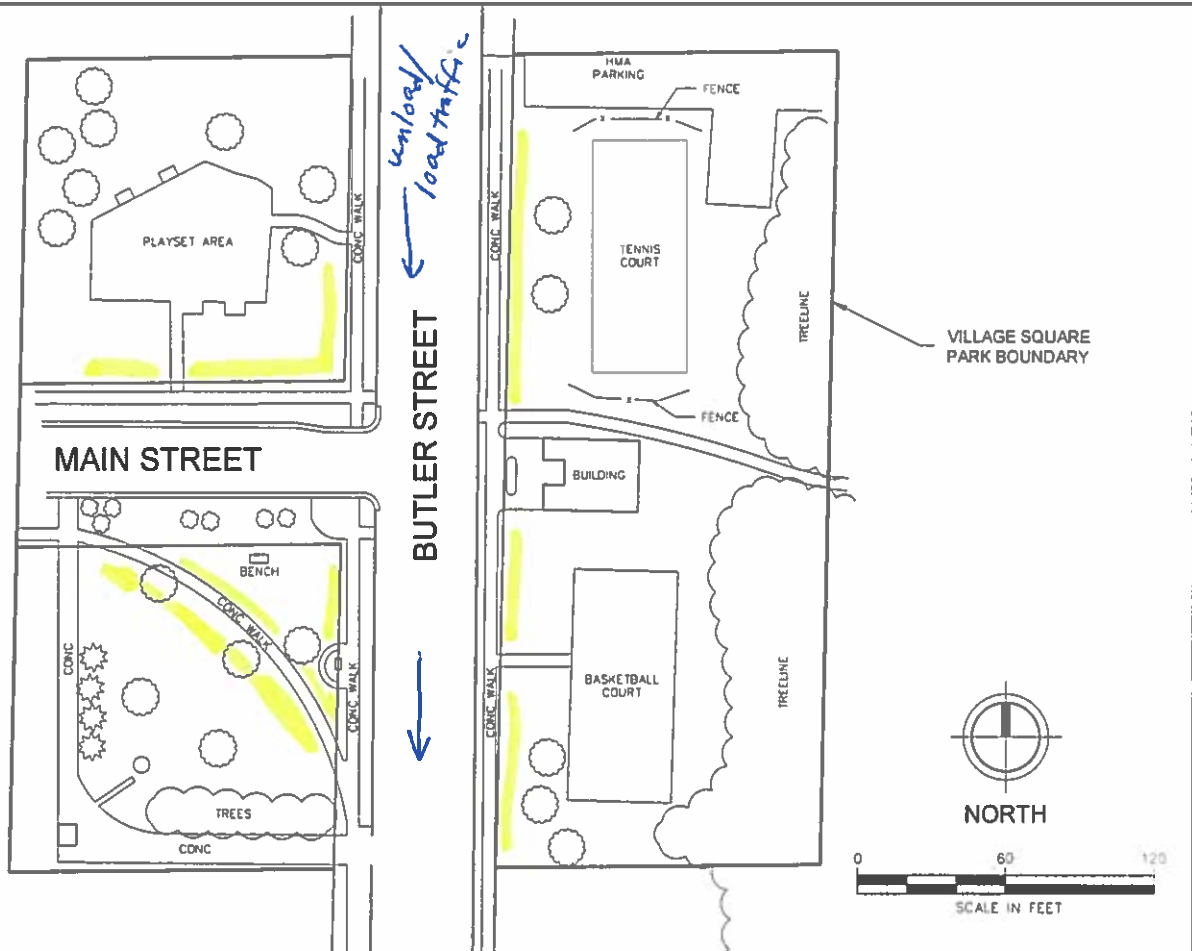 HMA
PARKING
FENCE
unload/
load traffic
CONC WALK
CONC WALK
PLAYSET AREA
TENNIS
COURT
TREELINE
VILLAGE SQUARE
PARK BOUNDARY
FENCE
MAIN STREET
BUTLER STREET
BUILDING
BENCH
CONC WALK
CONC
CONC WALK
CONC WALK
BASKETBALL
COURT
TREELINE
TREES
CONC
NORTH
0 60 120
SCALE IN FEET